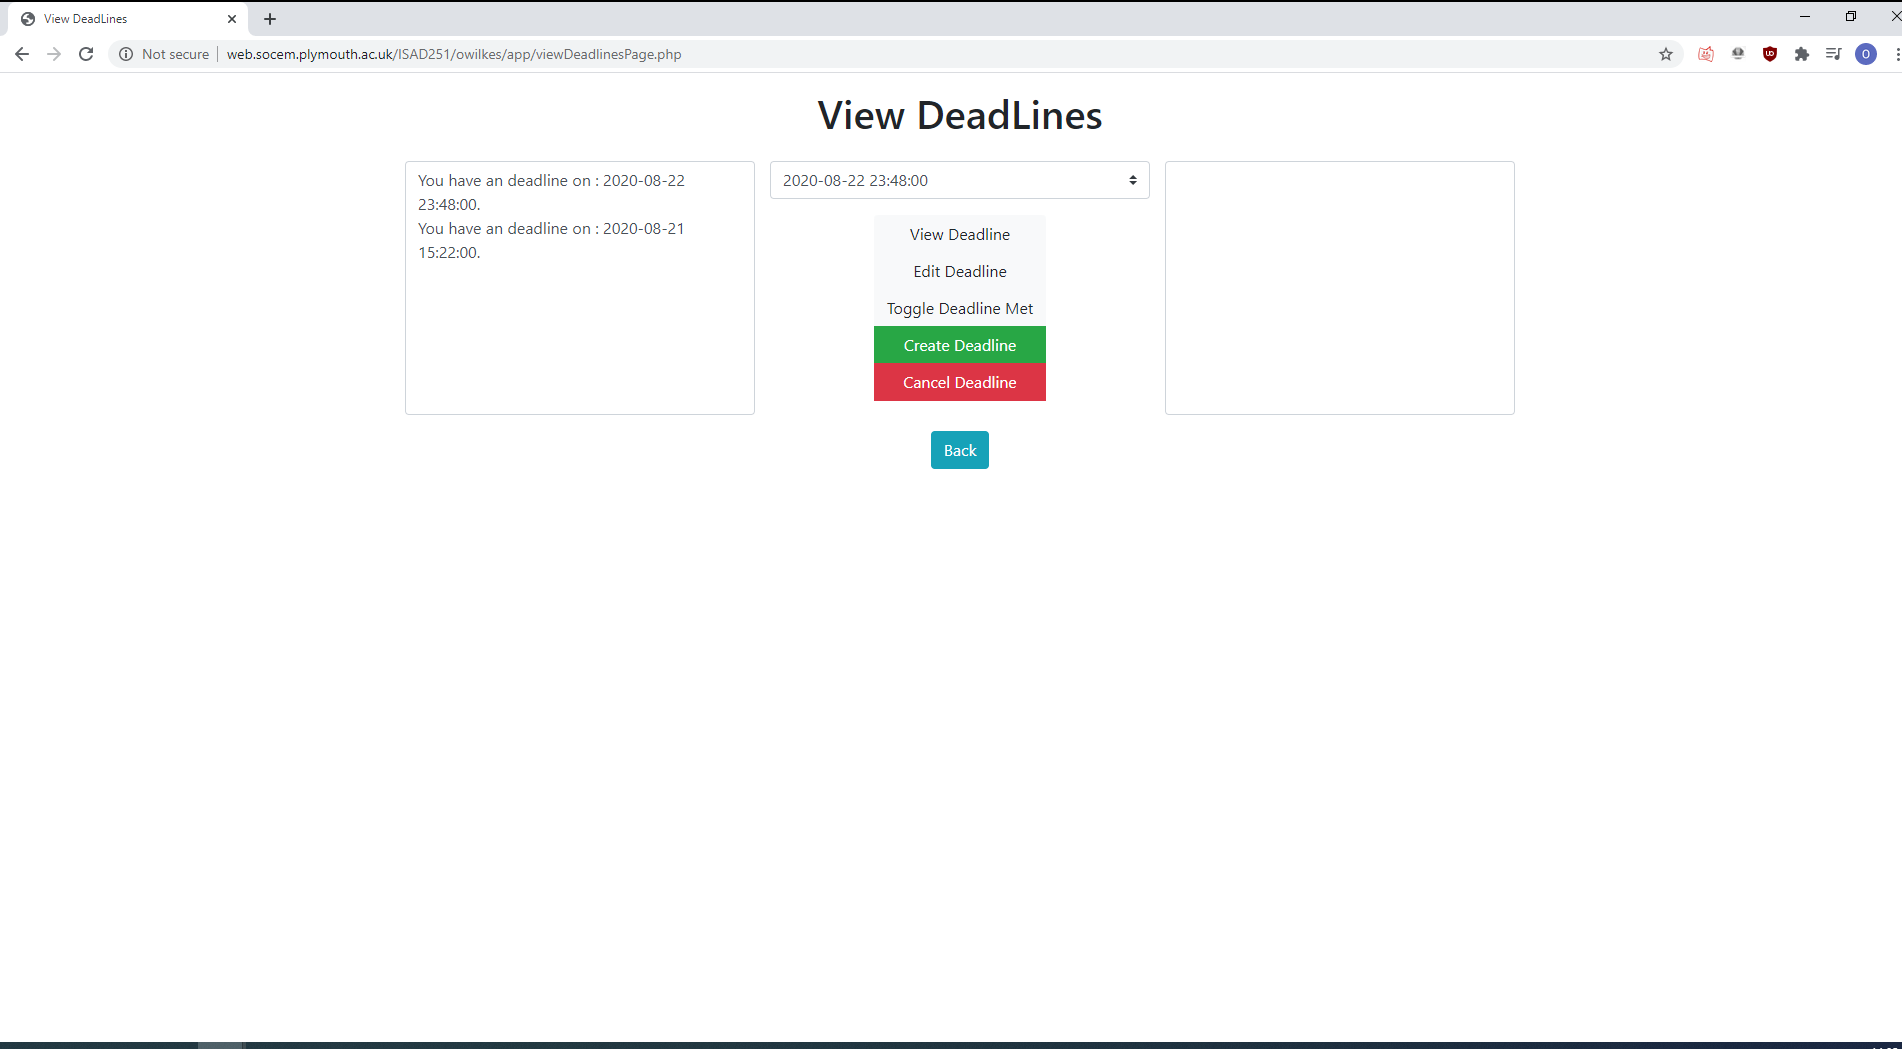 View DeadLines
Not secure
web.socem.plymouth.ac.uk/ISAD251/owilkes/app/viewDeadlinesPage.php
O
View DeadLines
You have an deadline on : 2020-08-22
23:48:00.
You have an deadline on : 2020-08-21
15:22:00.
2020-08-22 23:48:00
View Deadline
Edit Deadline
Toggle Deadline Met
Create Deadline
Cancel Deadline
Back